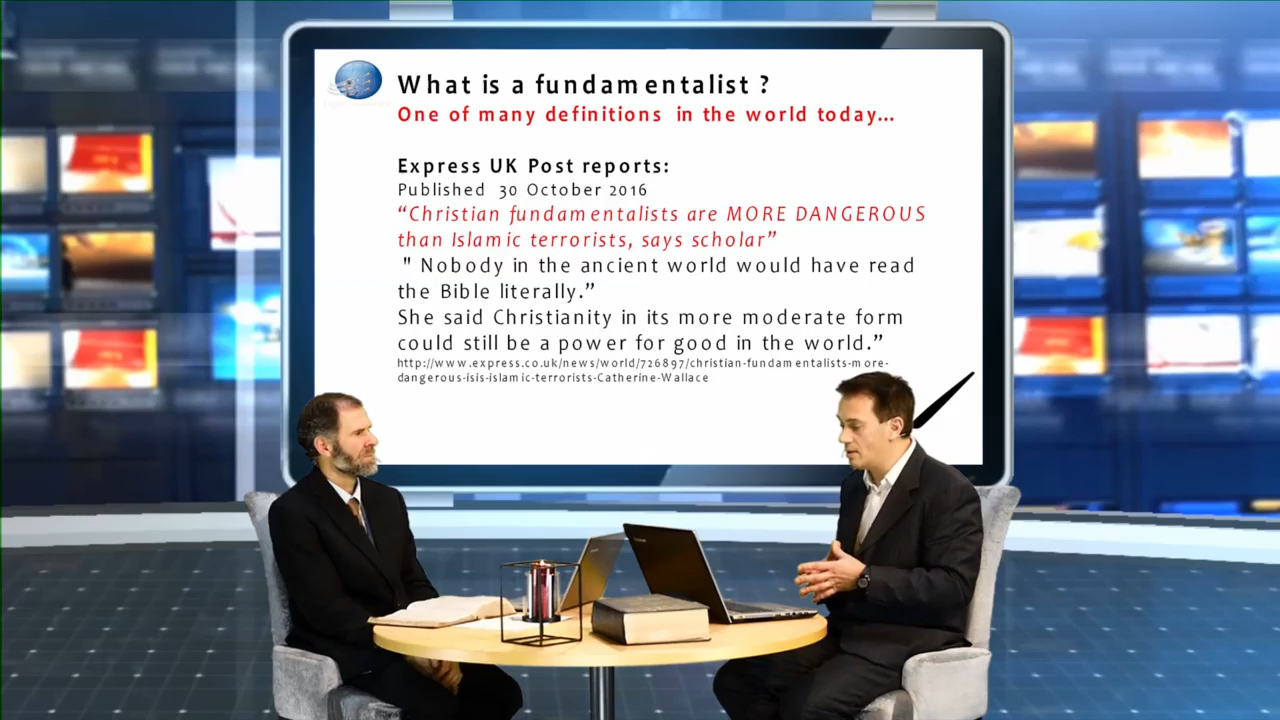 What is a fundamentalist ?
One of many definitions in the world today...
Express UK Post reports:
Published 30 October 2016
“Christian fundamentalists are MORE DANGEROUS
than Islamic terrorists, says scholar”
" Nobody in the ancient world would have read
the Bible literally.”
She said Christianity in its more moderate form
could still be a power for good in the world.”
http://www.express.co.uk/news/world/726897/christian-fundamentalists-more-
dangerous-isis-islamic-terrorists-Catherine-Wallace